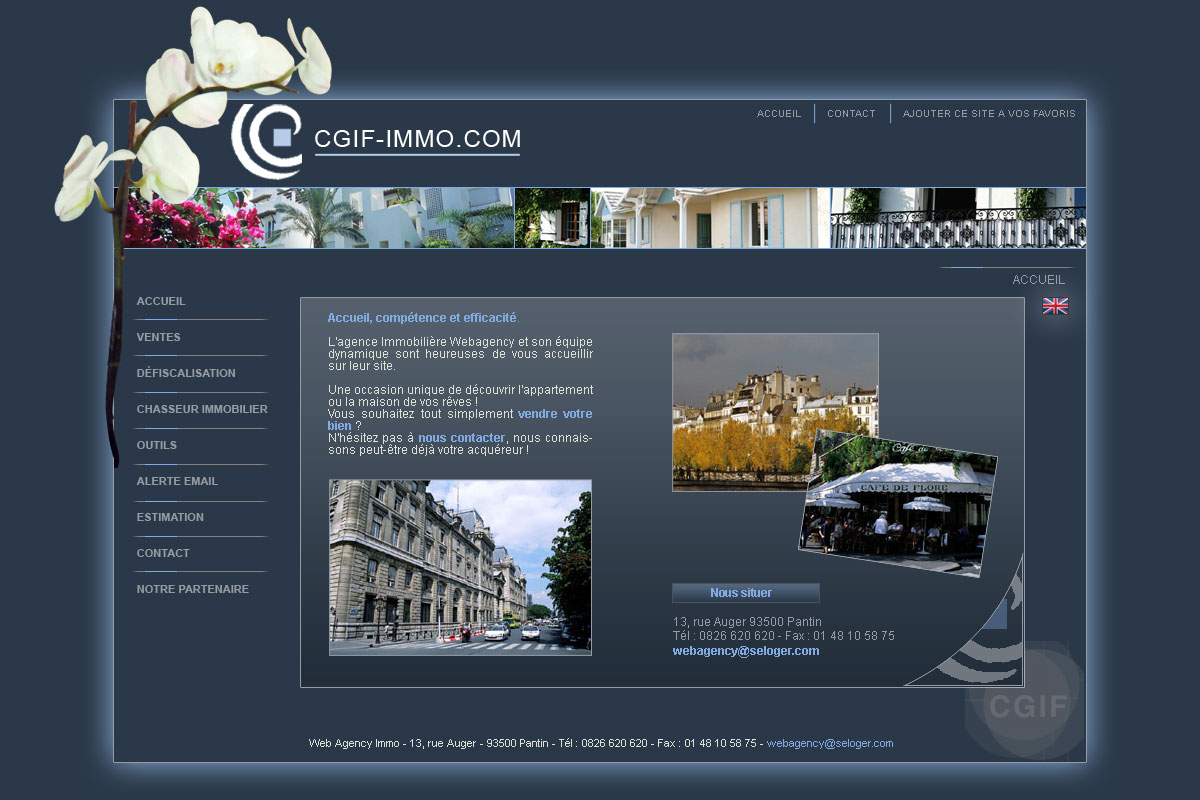 ACCUEIL
CONTACT
AJOUTER CE SITE A VOS FAVORIS
CGIF-IMMO.COM
ACCUEIL
ACCUEIL
VENTES
DÉFISCALISATION
CHASSEUR IMMOBILIER
OUTILS
ALERTE EMAIL
ESTIMATION
CONTACT
NOTRE PARTENAIRE
Accueil, compétence et efficacité.
L'agence Immobilière Webagency et son équipe
dynamique sont heureuses de vous accueillir
sur leur site.
Une occasion unique de découvrir l'appartement
ou la maison de vos rêves !
Vous souhaitez tout simplement vendre votre
bien ?
N'hésitez pas à nous contacter, nous connais-
sons peut-être déjà votre acquéreur !
Café de
CAFE DE FLORE
Nous situer
13, rue Auger 93500 Pantin
Tél : 0826 620 620 - Fax : 01 48 10 58 75
webagency@seloger.com
CGIF
Web Agency Immo - 13, rue Auger - 93500 Pantin - Tél : 0826 620 620 - Fax : 01 48 10 58 75 - webagency@seloger.com